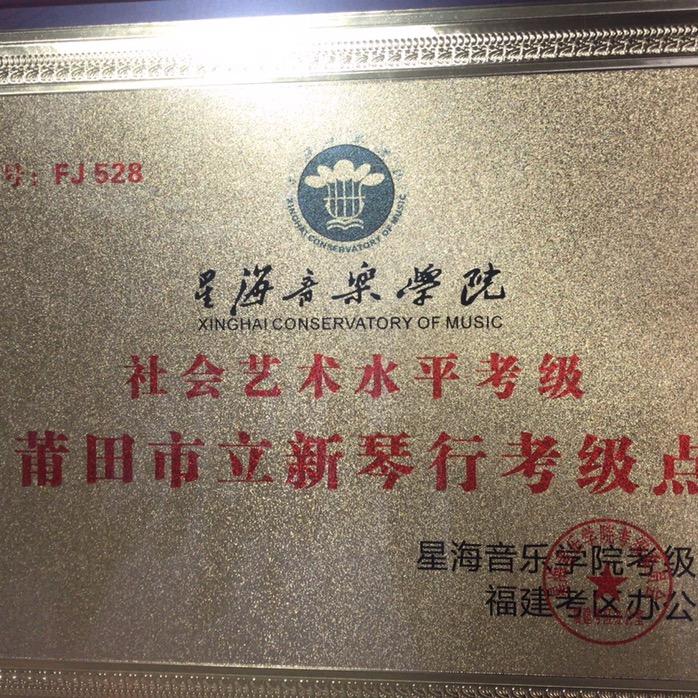 号：FJ 528
XINGHAI CONSERVATORY OF MUSIC
星海音樂學院
XINGHAI CONSERVATORY OF MUSIC
社会艺术水平考级
莆田市立新琴行考级点
星海音乐学院考级
福建考区办公